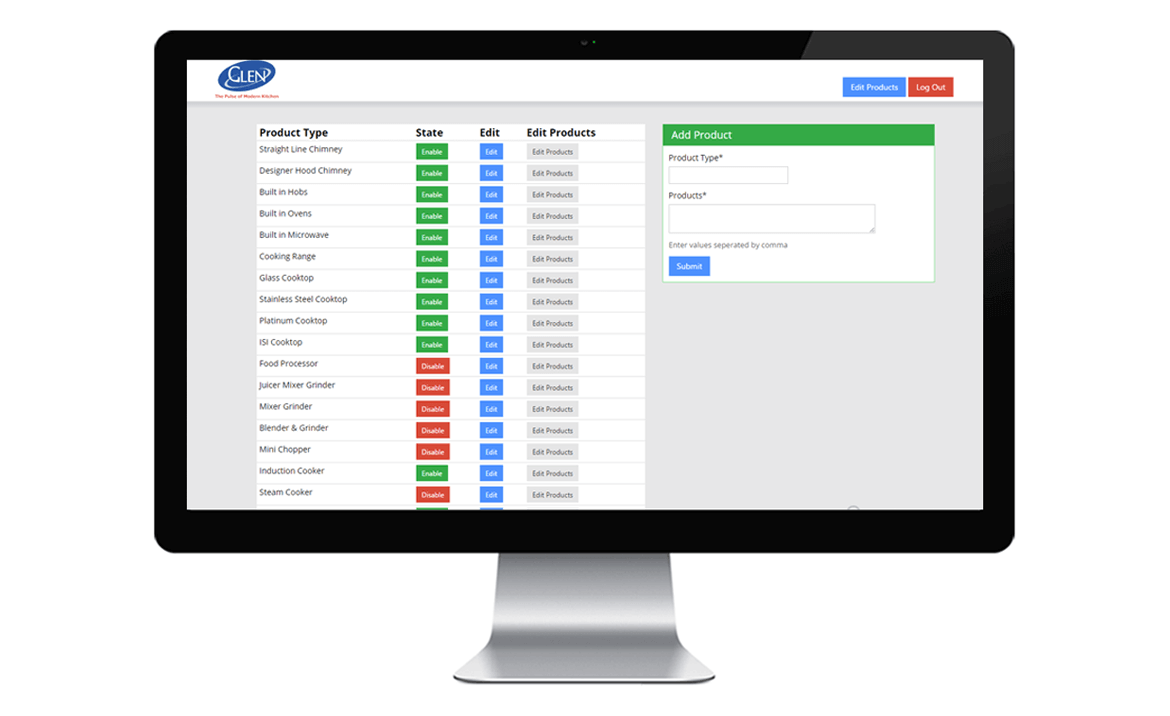 GLEN
The Pulse of Modern Kitchen
Edit Products Log Out
Product Type State Edit Edit Products
Straight Line Chimney Enable Edit Edit Products
Designer Hood Chimney Enable Edit Edit Products
Built in Hobs Enable Edit Edit Products
Built in Ovens Enable Edit Edit Products
Built in Microwave Enable Edit Edit Products
Cooking Range Enable Edit Edit Products
Glass Cooktop Enable Edit Edit Products
Stainless Steel Cooktop Enable Edit Edit Products
Platinum Cooktop Enable Edit Edit Products
ISI Cooktop Enable Edit Edit Products
Food Processor Disable Edit Edit Products
Juicer Mixer Grinder Disable Edit Edit Products
Mixer Grinder Disable Edit Edit Products
Blender & Grinder Disable Edit Edit Products
Mini Chopper Disable Edit Edit Products
Induction Cooker Enable Edit Edit Products
Steam Cooker Disable Edit Edit Products
Add Product
Product Type*
Products*
Enter values seperated by comma
Submit